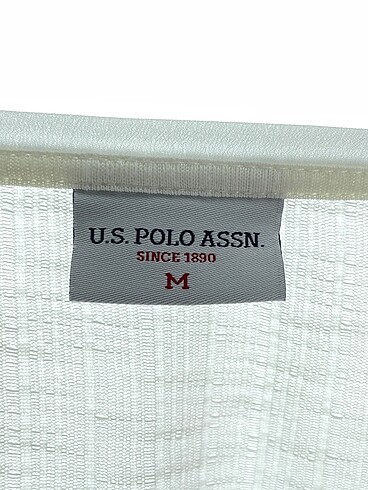 U.S. POLO ASSN.
SINCE 1890
M